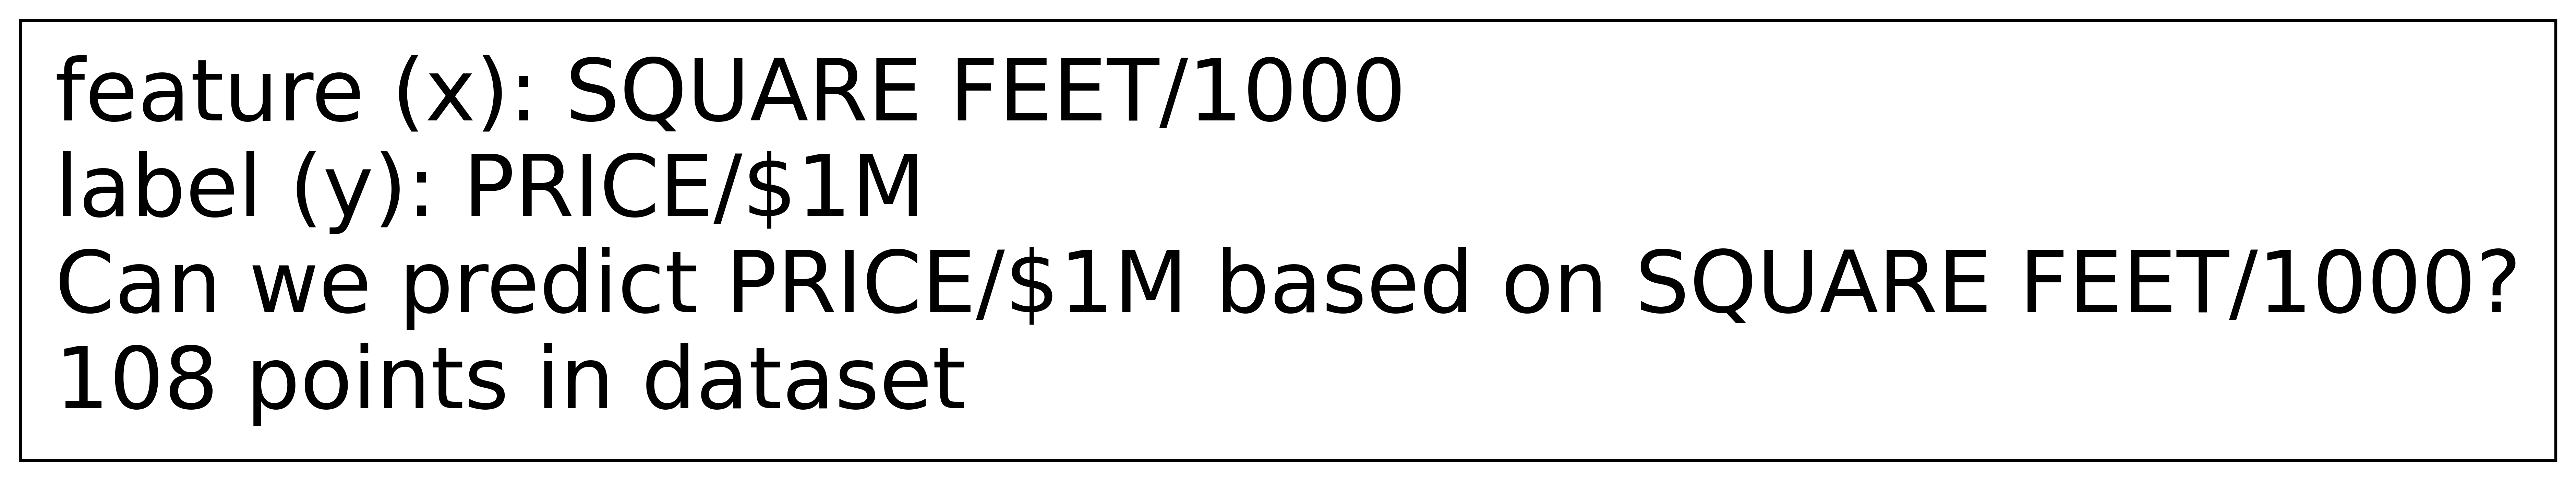 feature (x): SQUARE FEET/1000
label (y): PRICE/$1M
Can we predict PRICE/$1M based on SQUARE FEET/1000?
108 points in dataset